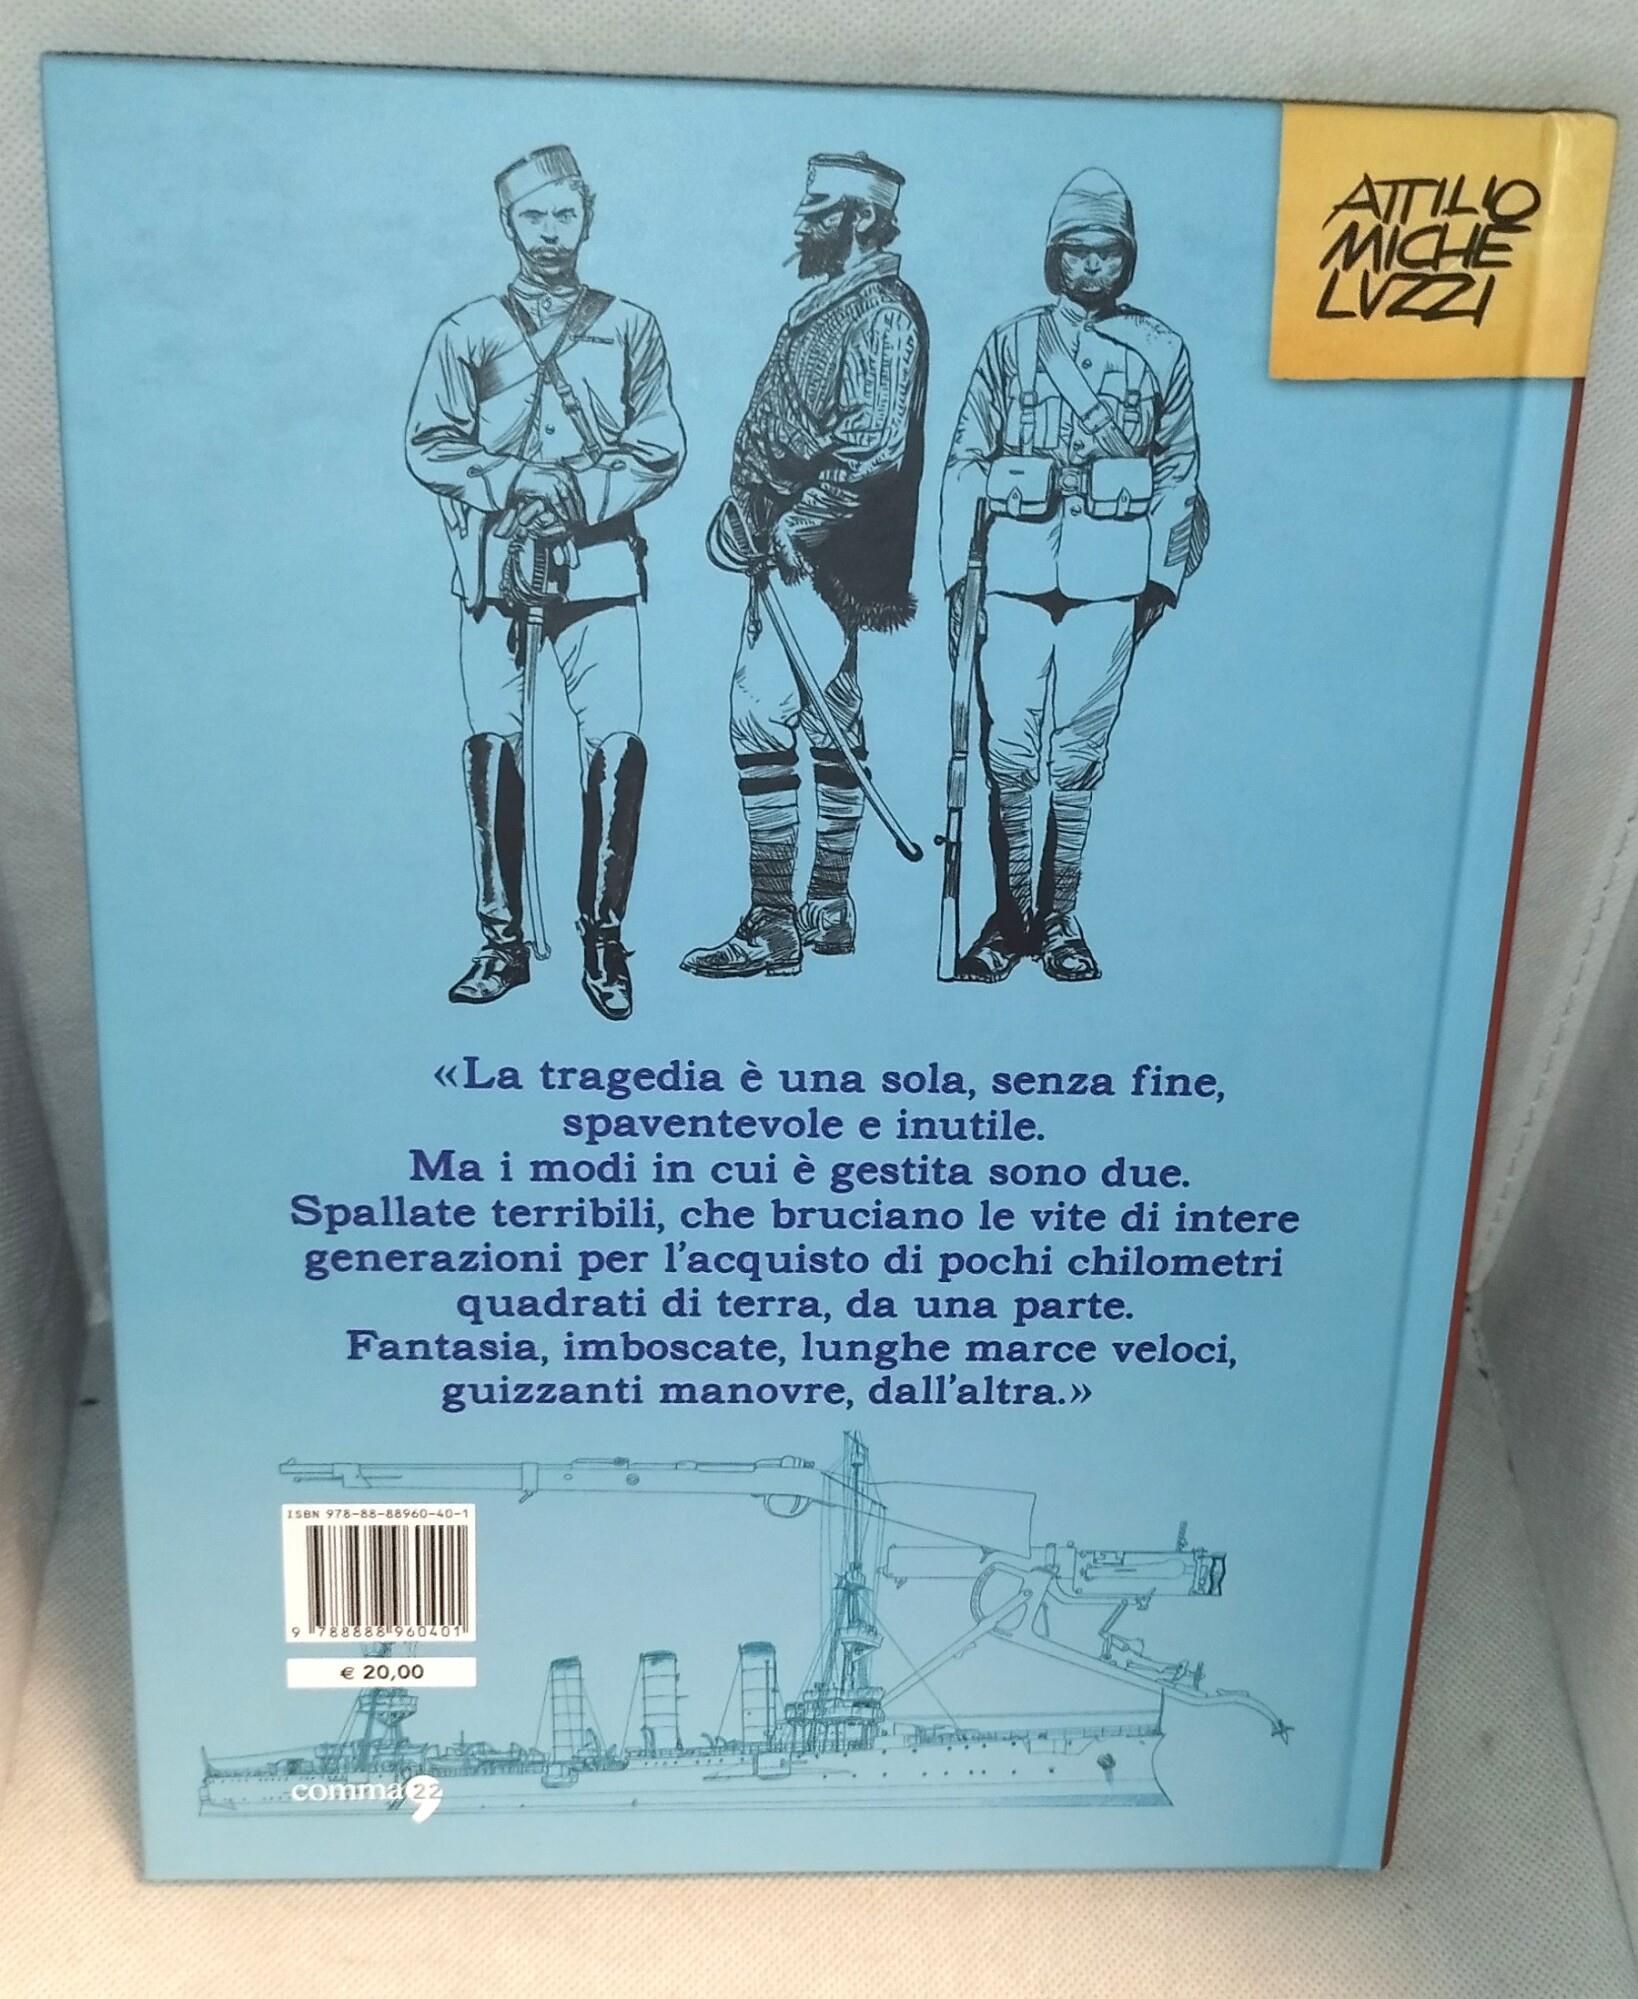 ATTILIO
MICHE
LVZZI
«La tragedia è una sola, senza fine,
spaventevole e inutile.
Ma i modi in cui è gestita sono due.
Spallate terribili, che bruciano le vite di intere
generazioni per l'acquisto di pochi chilometri
quadrati di terra, da una parte.
Fantasia, imboscate, lunghe marce veloci,
guizzanti manovre, dall'altra.»
ISBN 978-88-88960-40-1
9 788888 960401
€ 20,00
comma 22